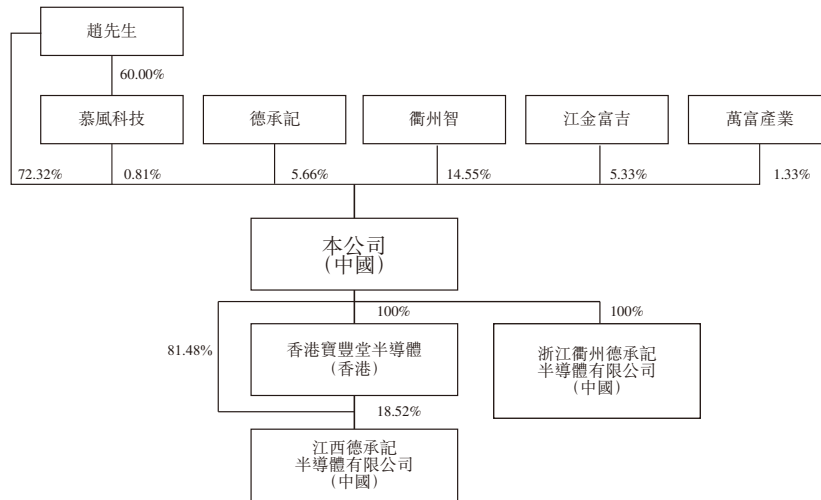 趙先生
60.00%
慕風科技
德承記
衢州智
江金富吉
萬富產業
72.32%
0.81%
5.66%
14.55%
5.33%
1.33%
本公司
(中國)
100%
100%
81.48%
香港寶豐堂半導體
(香港)
浙江衢州德承記
半導體有限公司
(中國)
18.52%
江西德承記
半導體有限公司
(中國)